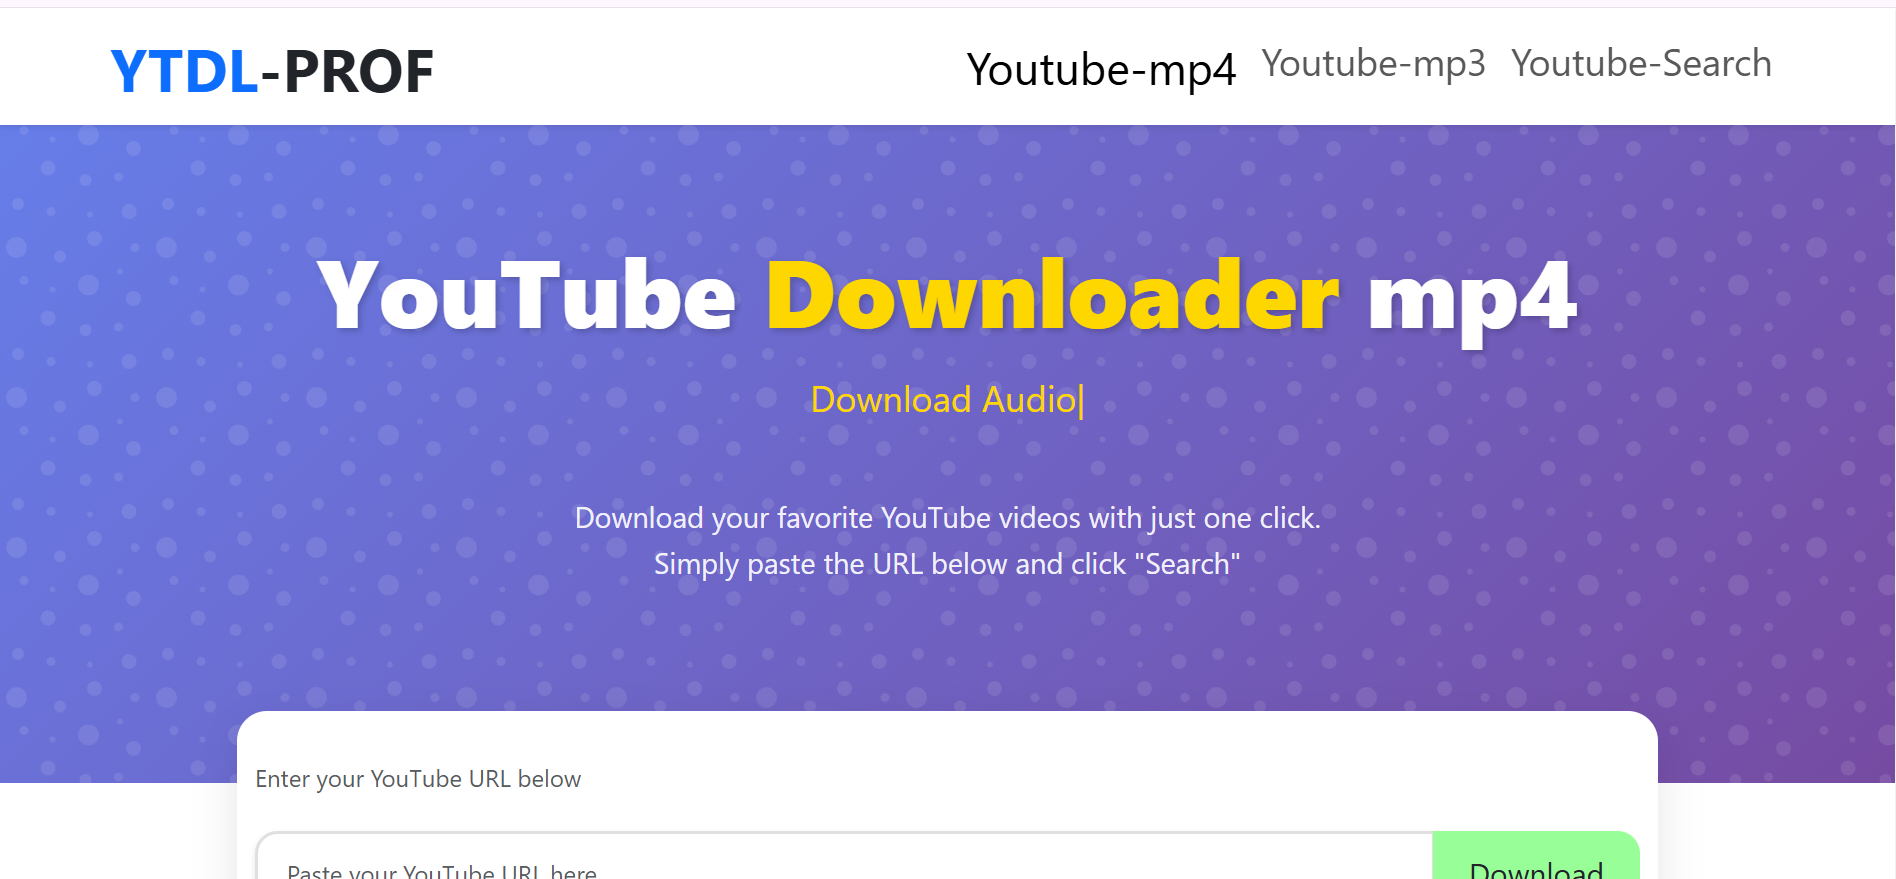 YTDL-PROF
Youtube-mp4 Youtube-mp3 Youtube-Search
YouTube Downloader mp4
Download Audio|
Download your favorite YouTube videos with just one click.
Simply paste the URL below and click "Search"
Enter your YouTube URL below
Paste your YouTube URL here
Download